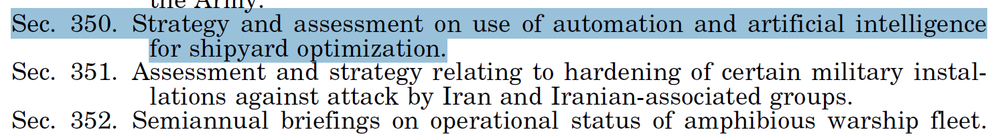 the Army.
Sec. 350. Strategy and assessment on use of automation and artificial intelligence
for shipyard optimization.
Sec. 351. Assessment and strategy relating to hardening of certain military instal-
lations against attack by Iran and Iranian-associated groups.
Sec. 352. Semiannual briefings on operational status of amphibious warship fleet.